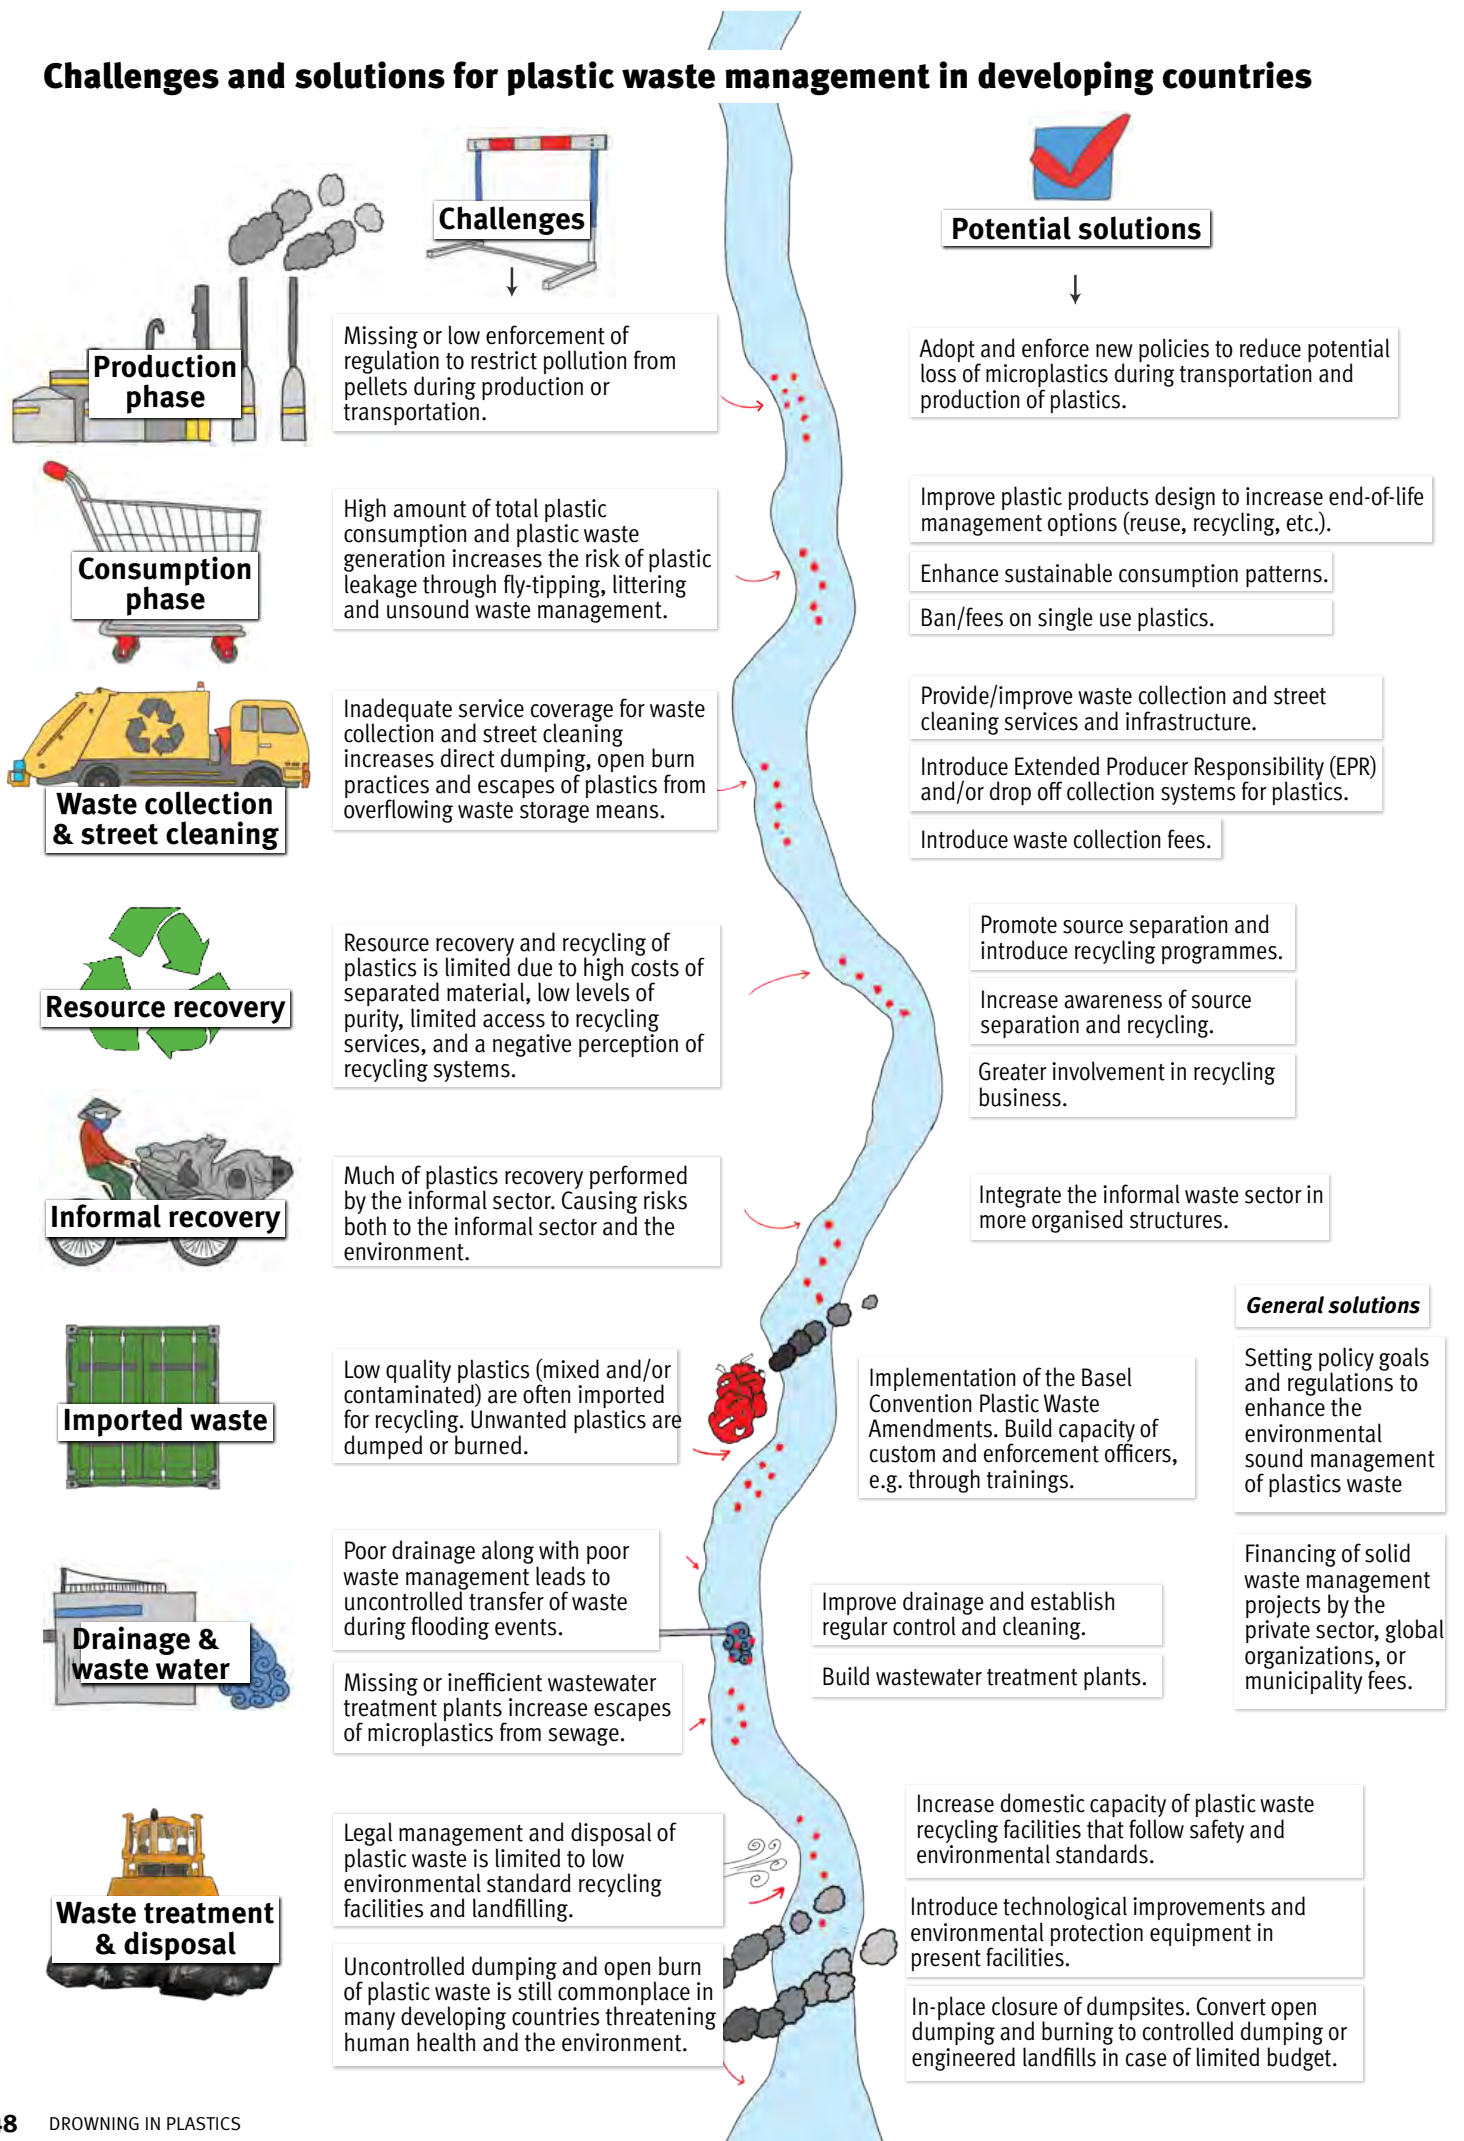 Challenges and solutions for plastic waste management in developing countries
Challenges
Potential solutions
Production
phase
Missing or low enforcement of
regulation to restrict pollution from
pellets during production or
transportation.
Adopt and enforce new policies to reduce potential
loss of microplastics during transportation and
production of plastics.
Consumption
phase
High amount of total plastic
consumption and plastic waste
generation increases the risk of plastic
leakage through fly-tipping, littering
and unsound waste management.
Improve plastic products design to increase end-of-life
management options (reuse, recycling, etc.).
Enhance sustainable consumption patterns.
Ban/fees on single use plastics.
Waste collection
& street cleaning
Inadequate service coverage for waste
collection and street cleaning
increases direct dumping, open burn
practices and escapes of plastics from
overflowing waste storage means.
Provide/improve waste collection and street
cleaning services and infrastructure.
Introduce Extended Producer Responsibility (EPR)
and/or drop off collection systems for plastics.
Introduce waste collection fees.
Resource recovery
Resource recovery and recycling of
plastics is limited due to high costs of
separated material, low levels of
purity, limited access to recycling
services, and a negative perception of
recycling systems.
Promote source separation and
introduce recycling programmes.
Increase awareness of source
separation and recycling.
Greater involvement in recycling
business.
Informal recovery
Much of plastics recovery performed
by the informal sector. Causing risks
both to the informal sector and the
environment.
Integrate the informal waste sector in
more organised structures.
Imported waste
Low quality plastics (mixed and/or
contaminated) are often imported
for recycling. Unwanted plastics are
dumped or burned.
Implementation of the Basel
Convention Plastic Waste
Amendments. Build capacity of
custom and enforcement officers,
e.g. through trainings.
General solutions
Setting policy goals
and regulations to
enhance the
environmental
sound management
of plastics waste
Financing of solid
waste management
projects by the
private sector, global
organizations, or
municipality fees.
Drainage &
waste water
Poor drainage along with poor
waste management leads to
uncontrolled transfer of waste
during flooding events.
Missing or inefficient wastewater
treatment plants increase escapes
of microplastics from sewage.
Improve drainage and establish
regular control and cleaning.
Build wastewater treatment plants.
Waste treatment
& disposal
Legal management and disposal of
plastic waste is limited to low
environmental standard recycling
facilities and landfilling.
Uncontrolled dumping and open burn
of plastic waste is still commonplace in
many developing countries threatening
human health and the environment.
Increase domestic capacity of plastic waste
recycling facilities that follow safety and
environmental standards.
Introduce technological improvements and
environmental protection equipment in
present facilities.
In-place closure of dumpsites. Convert open
dumping and burning to controlled dumping or
engineered landfills in case of limited budget.
8 DROWNING IN PLASTICS